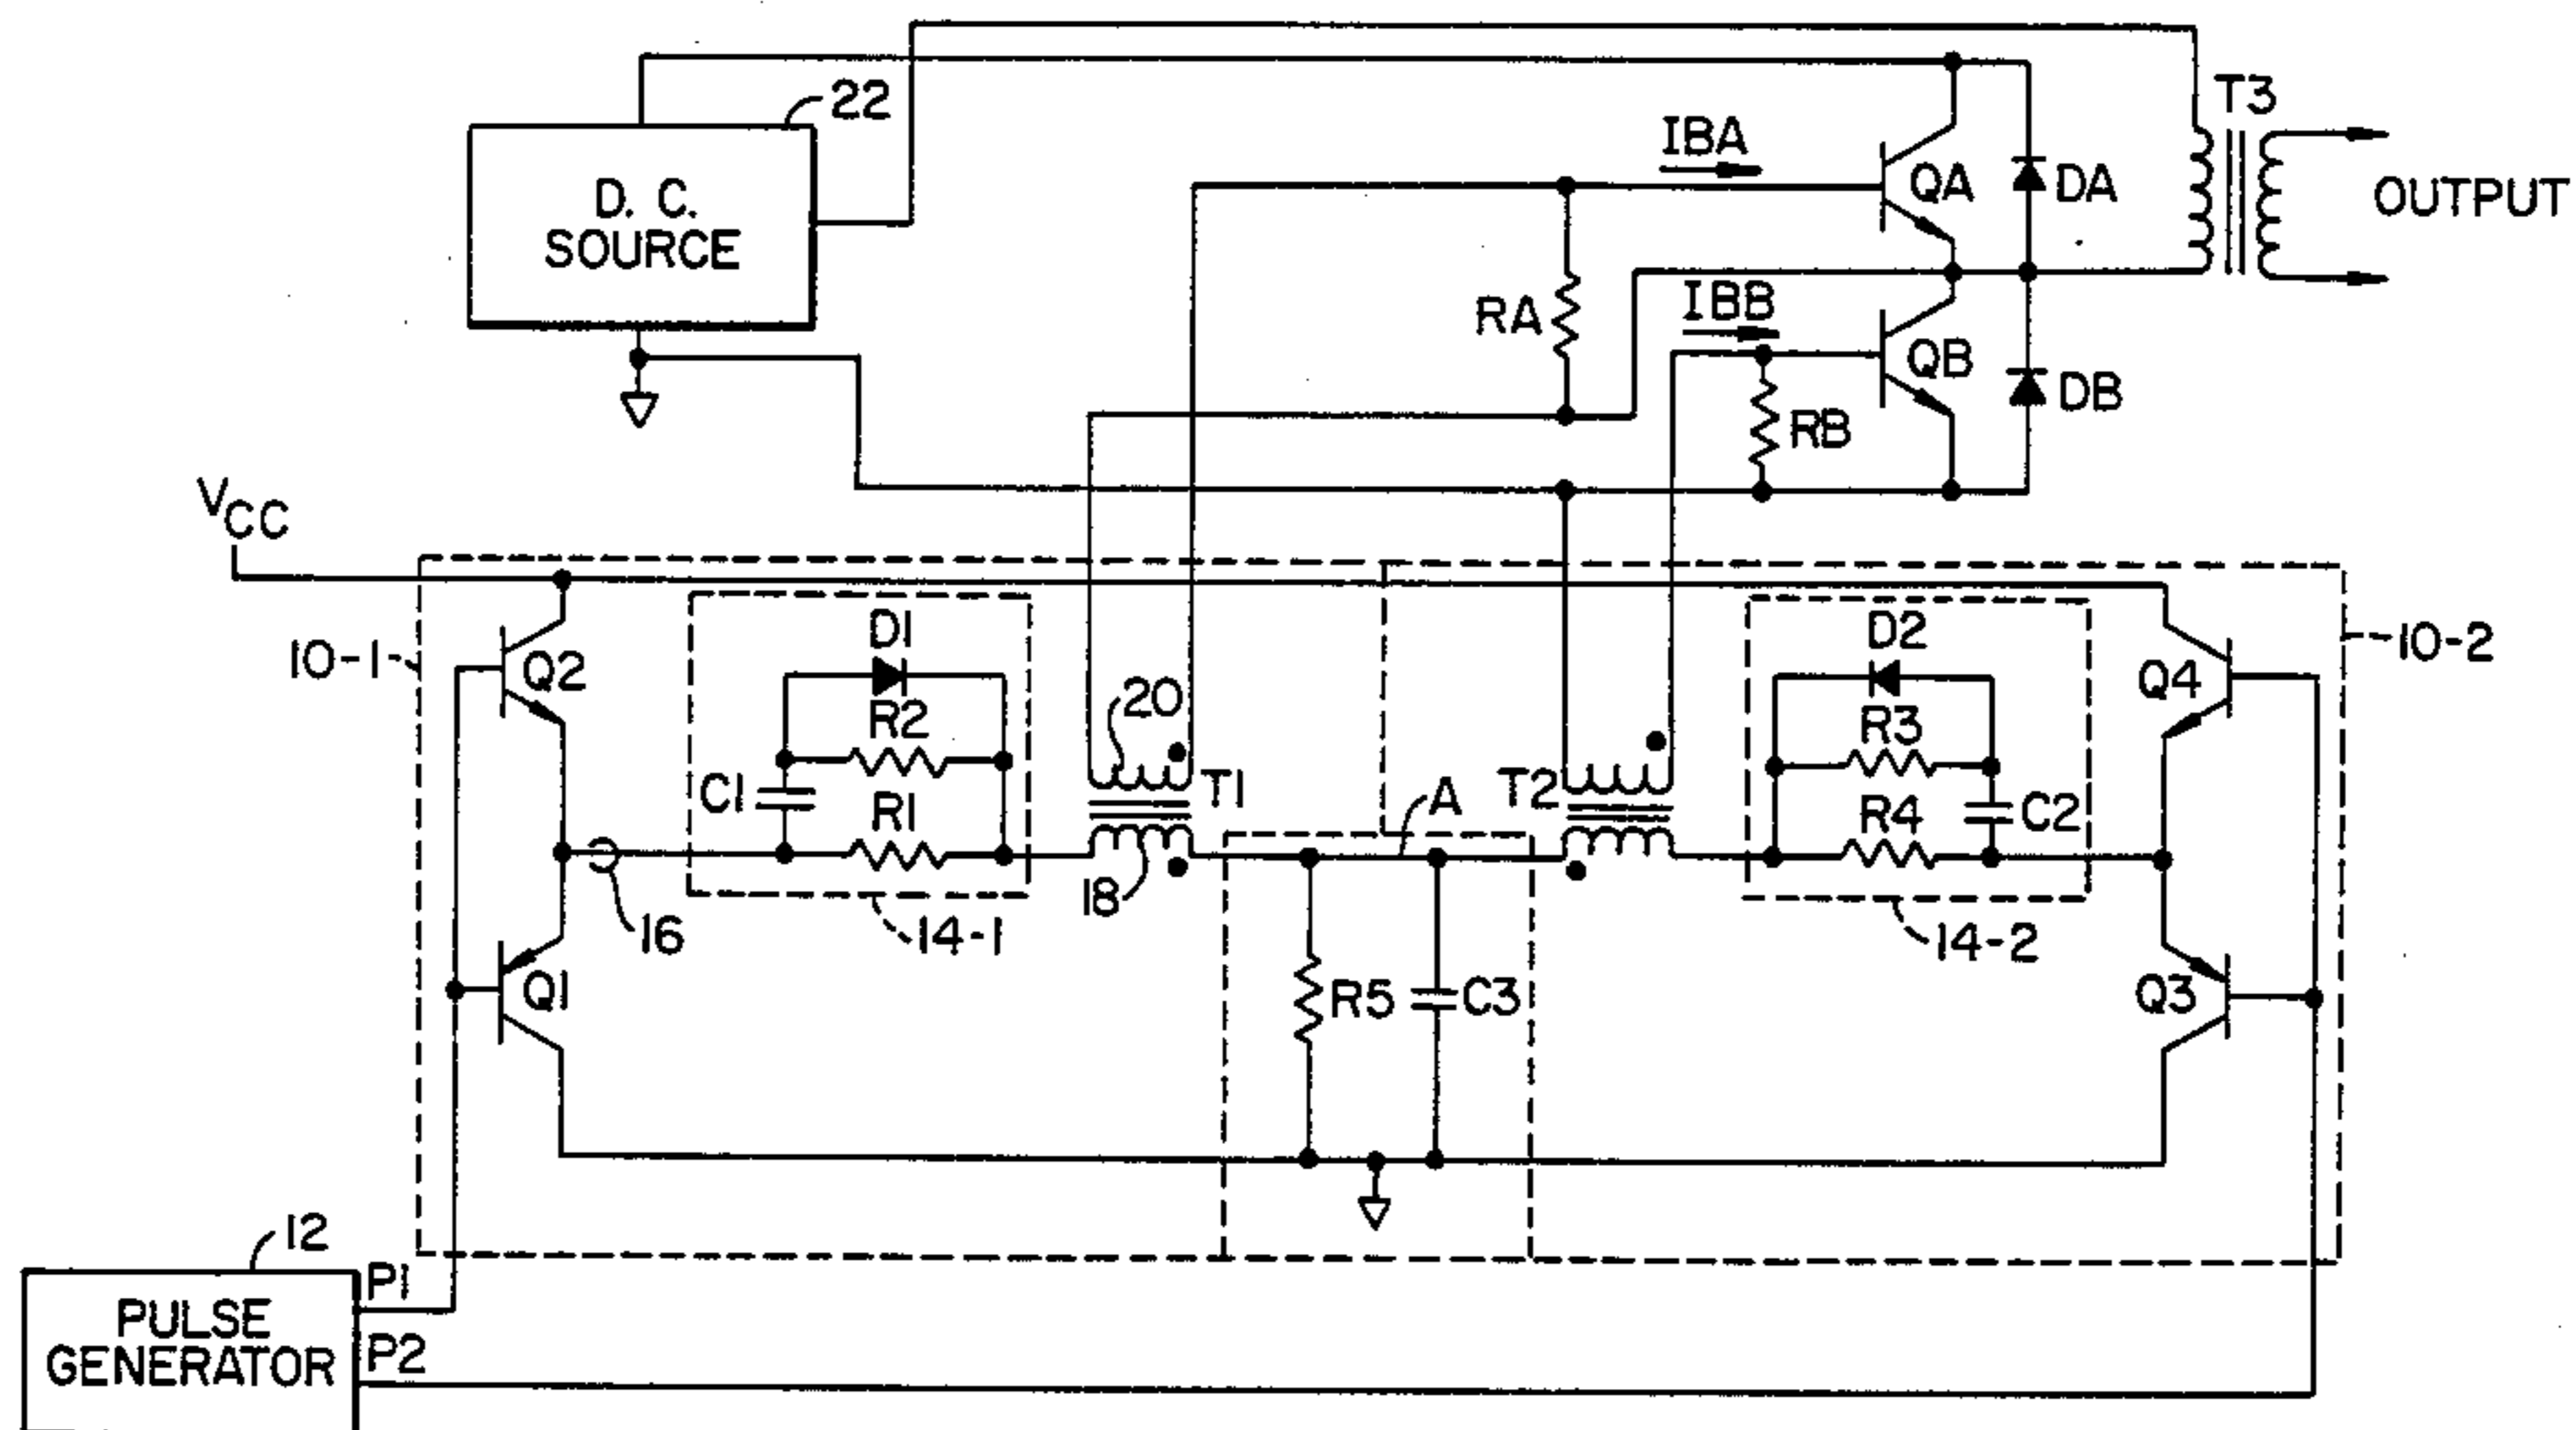 22
T3
IBA
D. C.
SOURCE
QA
DA
OUTPUT
RA
IBB
QB
DB
RB
VCC
10-1
Q2
D1
R2
C1
R1
20
T1
18
16
14-1
A
T2
D2
R3
R4
C2
Q4
10-2
14-2
Q1
R5
C3
Q3
12
P1
PULSE
GENERATOR
P2